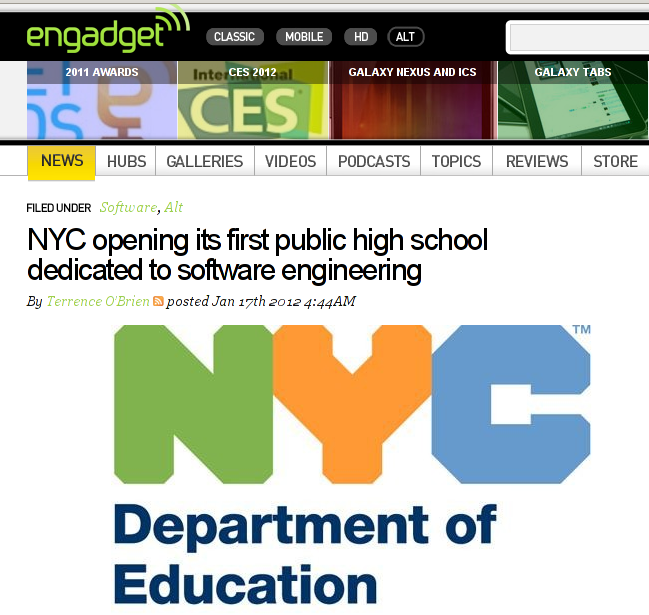 engadget
CLASSIC MOBILE HD ALT
2011 AWARDS CES 2012 GALAXY NEXUS AND ICS GALAXY TABS
International
CES
NEWS HUBS GALLERIES VIDEOS PODCASTS TOPICS REVIEWS STORE
FILED UNDER Software, Alt
NYC opening its first public high school
dedicated to software engineering
By Terrence O'Brien posted Jan 17th 2012 4:44AM
NYC™
Department of
Education